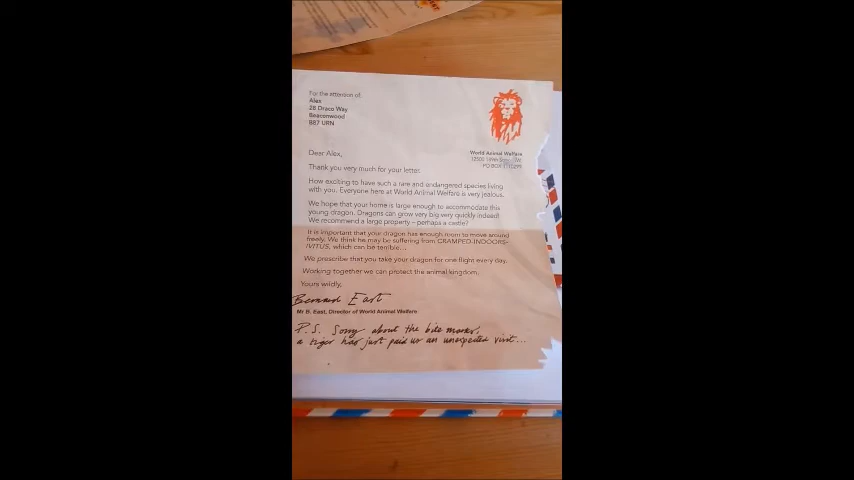 For the attention of:
Alex
28 Draco Way
Beaconwood
B87 URN
World Animal Welfare
PO BOX
Dear Alex,
Thank you very much for your letter.
How exciting to have such a rare and endangered species living
with you. Everyone here at World Animal Welfare is very jealous.
We hope that your home is large enough to accommodate this
young dragon. Dragons can grow very big very quickly indeed!
We recommend a large property – perhaps a castle?
It is important that your dragon has enough room to move around
freely. We think he may be suffering from CRAMPED-INDOORS-
IVITUS, which can be terrible...
We prescribe that you take your dragon for one flight every day.
Working together we can protect the animal kingdom.
Yours wildly,
Bernard East
Mr B. East, Director of World Animal Welfare
P.S. Sorry about the bite marks,
a tiger has just paid us an unexpected visit...